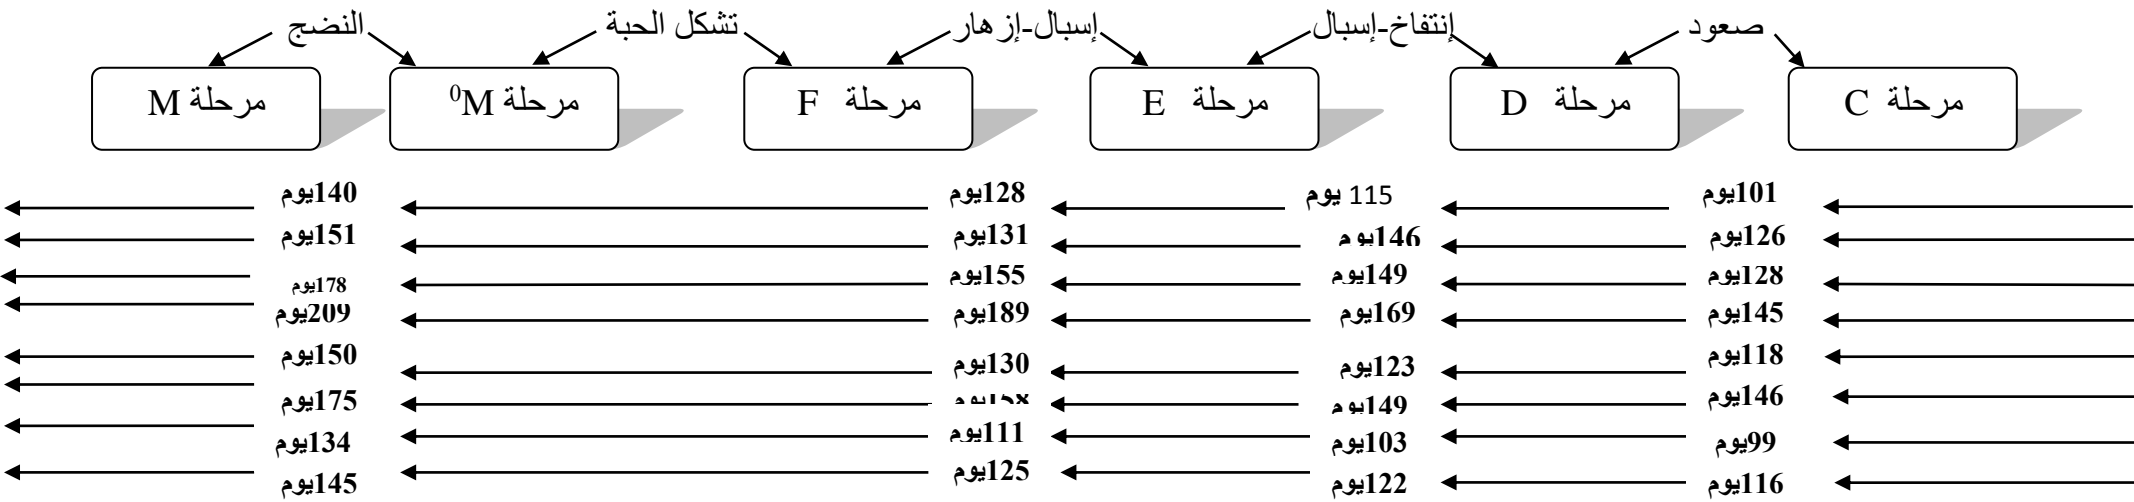 صعود إنتفاخ-إسبال إسبال-إزهار تشكل الحبة النضج
مرحلة C مرحلة D مرحلة E مرحلة F مرحلة M⁰ مرحلة M
101يوم 115 يوم 128يوم 140يوم
126يوم 146يوم 131يوم 151يوم
128يوم 149يوم 155يوم 178يوم
145يوم 169يوم 189يوم 209يوم
118يوم 123يوم 130يوم 150يوم
146يوم 149يوم 158يوم 175يوم
99يوم 103يوم 111يوم 134يوم
116يوم 122يوم 125يوم 145يوم